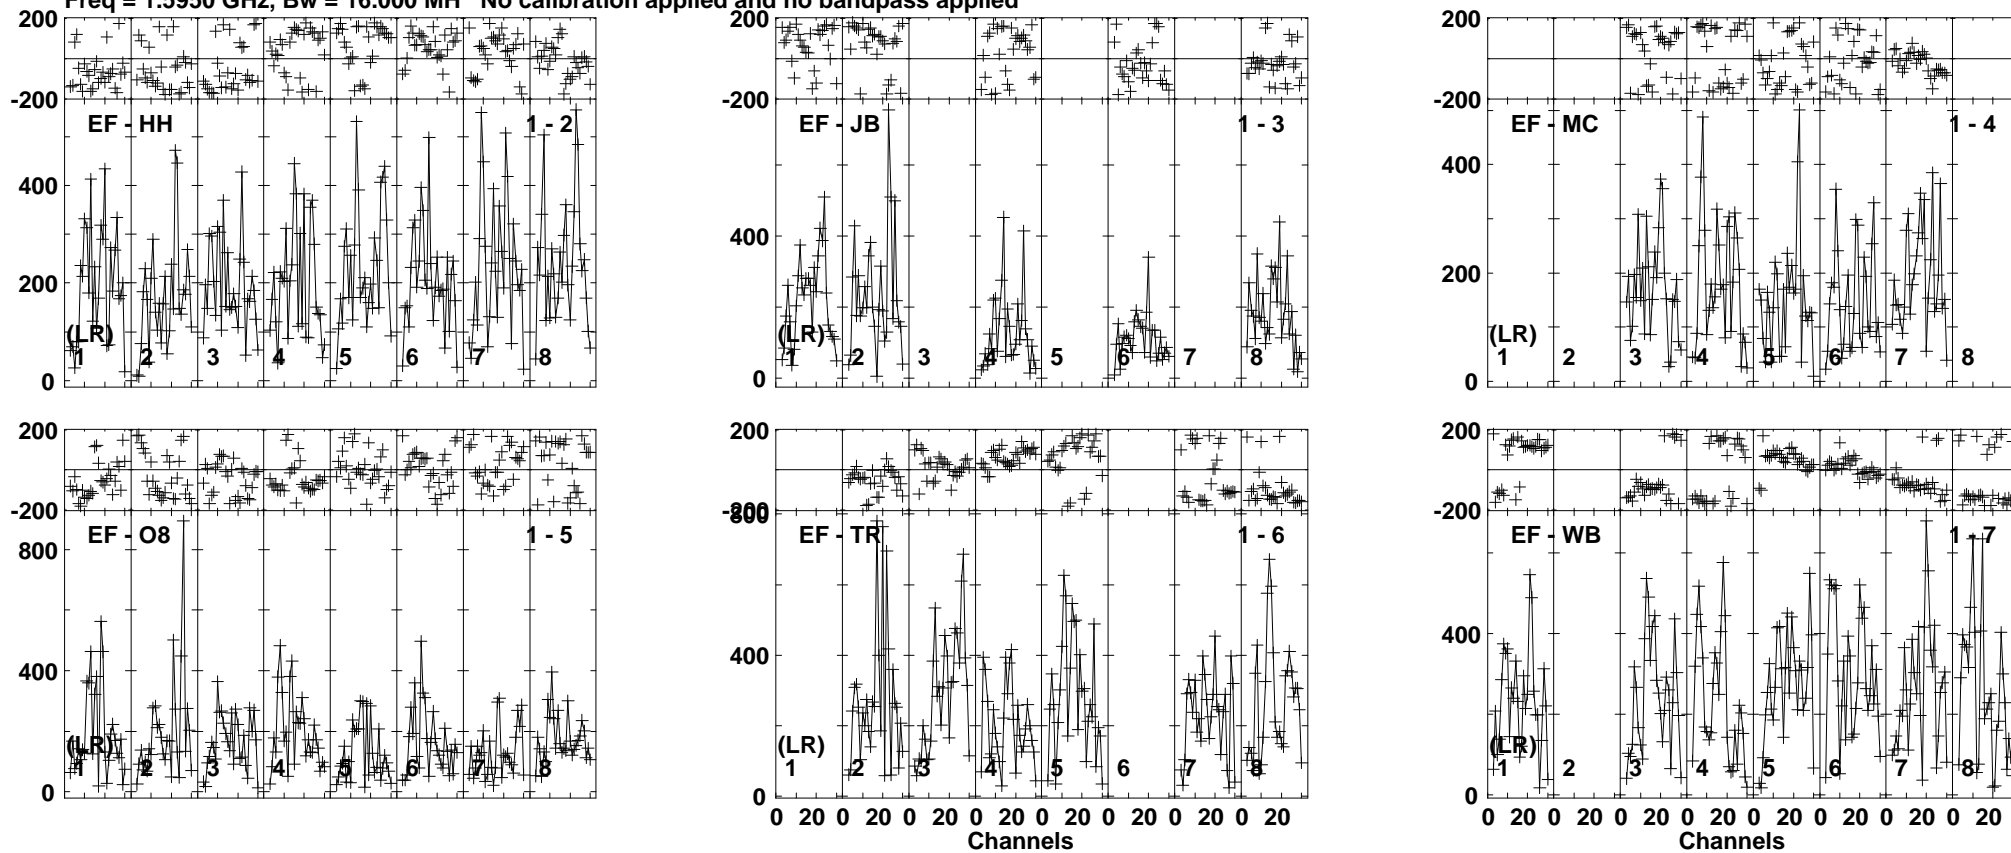 Freq = 1.5950 GHz, Bw = 16.000 MH No calibration applied and no bandpass applied
200 200 200
-200 -200 -200
EF - HH 1 - 2 EF - JB 1 - 3 EF - MC 1 - 4
400 400 400
200 200
(LR) (LR) (LR)
1 2 3 4 5 6 7 8 1 2 3 4 5 6 7 8 1 2 3 4 5 6 7 8
0 0 0
200 200 200
-200 -200 -200
800
EF - O8 1 - 5 EF - TR 1 - 6 EF - WB 1 - 7
800
400 400 400
200
(LR) (LR) (LR)
1 2 3 4 5 6 7 8 1 2 3 4 5 6 7 8 1 2 3 4 5 6 7 8
0 0 0
0 20 0 20 0 20 0 20 0 20 0 20 0 20 0 20 0 20 0 20 0 20 0 20 0 20 0 20 0 20 0 20
Channels Channels